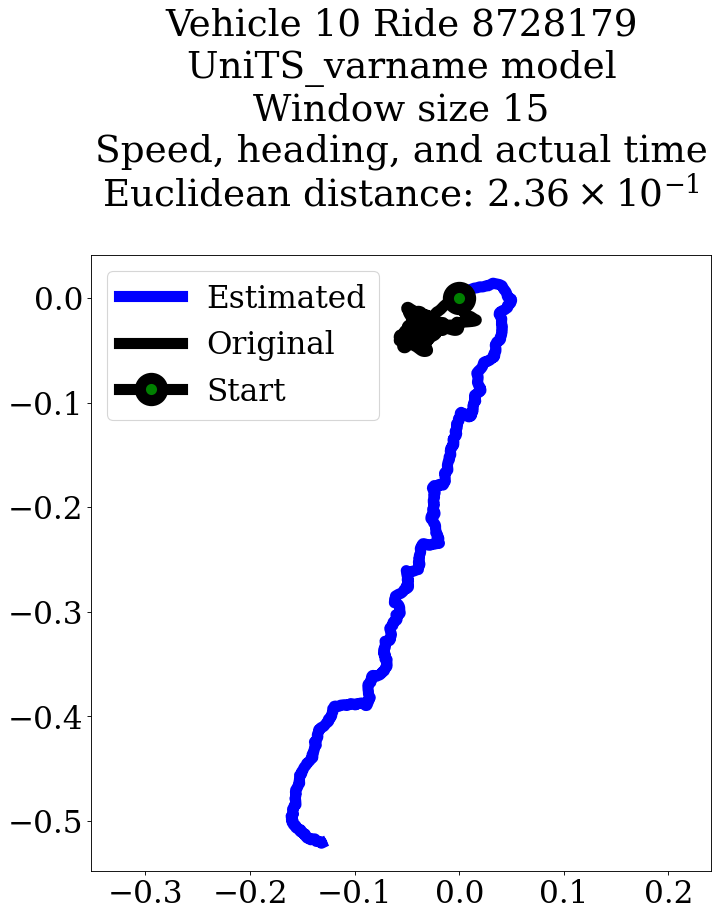 Vehicle 10 Ride 8728179
UniTS_varname model
Window size 15
Speed, heading, and actual time
Euclidean distance: 2.36 × 10⁻¹
Estimated
Original
Start
0.0
−0.1
−0.2
−0.3
−0.4
−0.5
−0.3 −0.2 −0.1 0.0 0.1 0.2